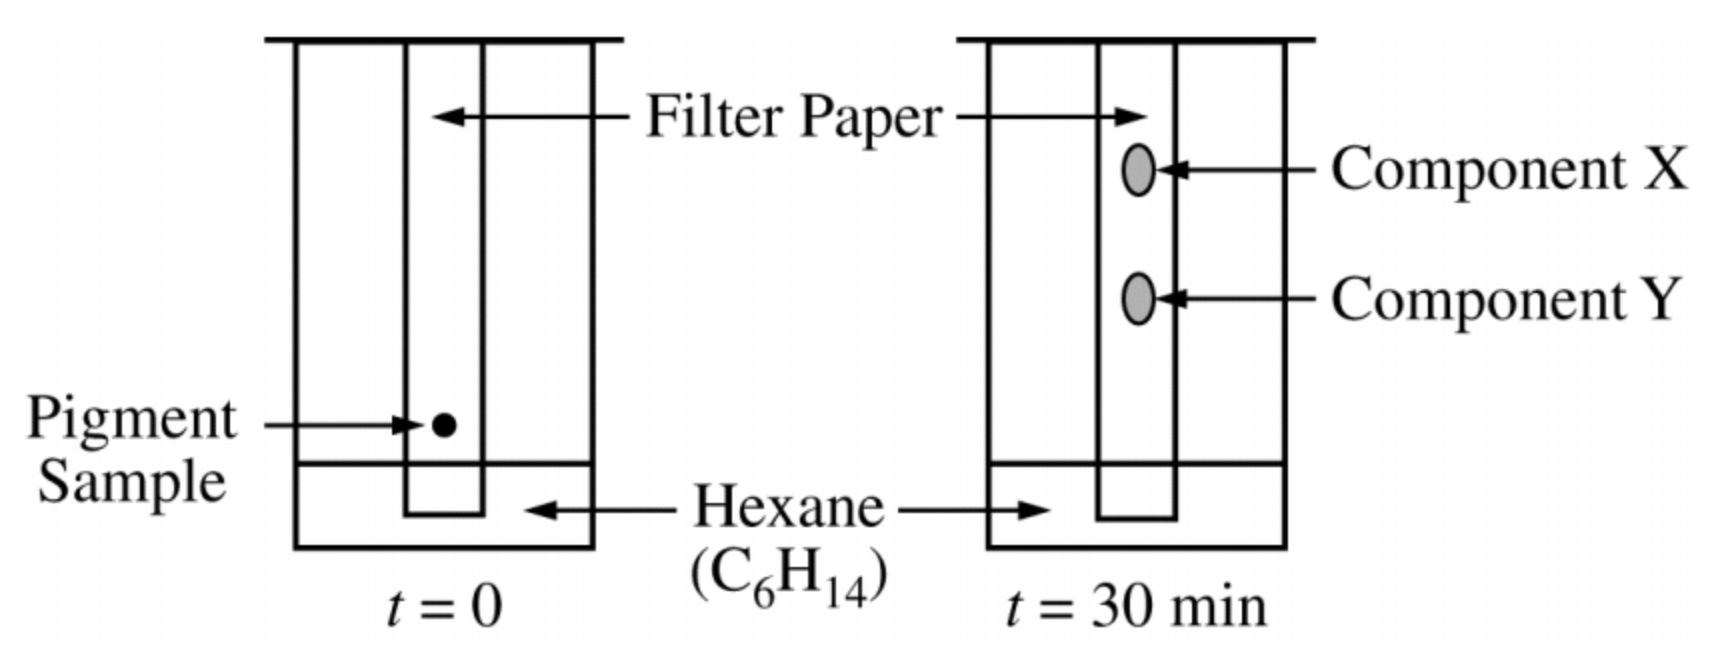 Filter Paper
Component X
Component Y
Pigment
Sample
Hexane
(C₆H₁₄)
t = 0
t = 30 min